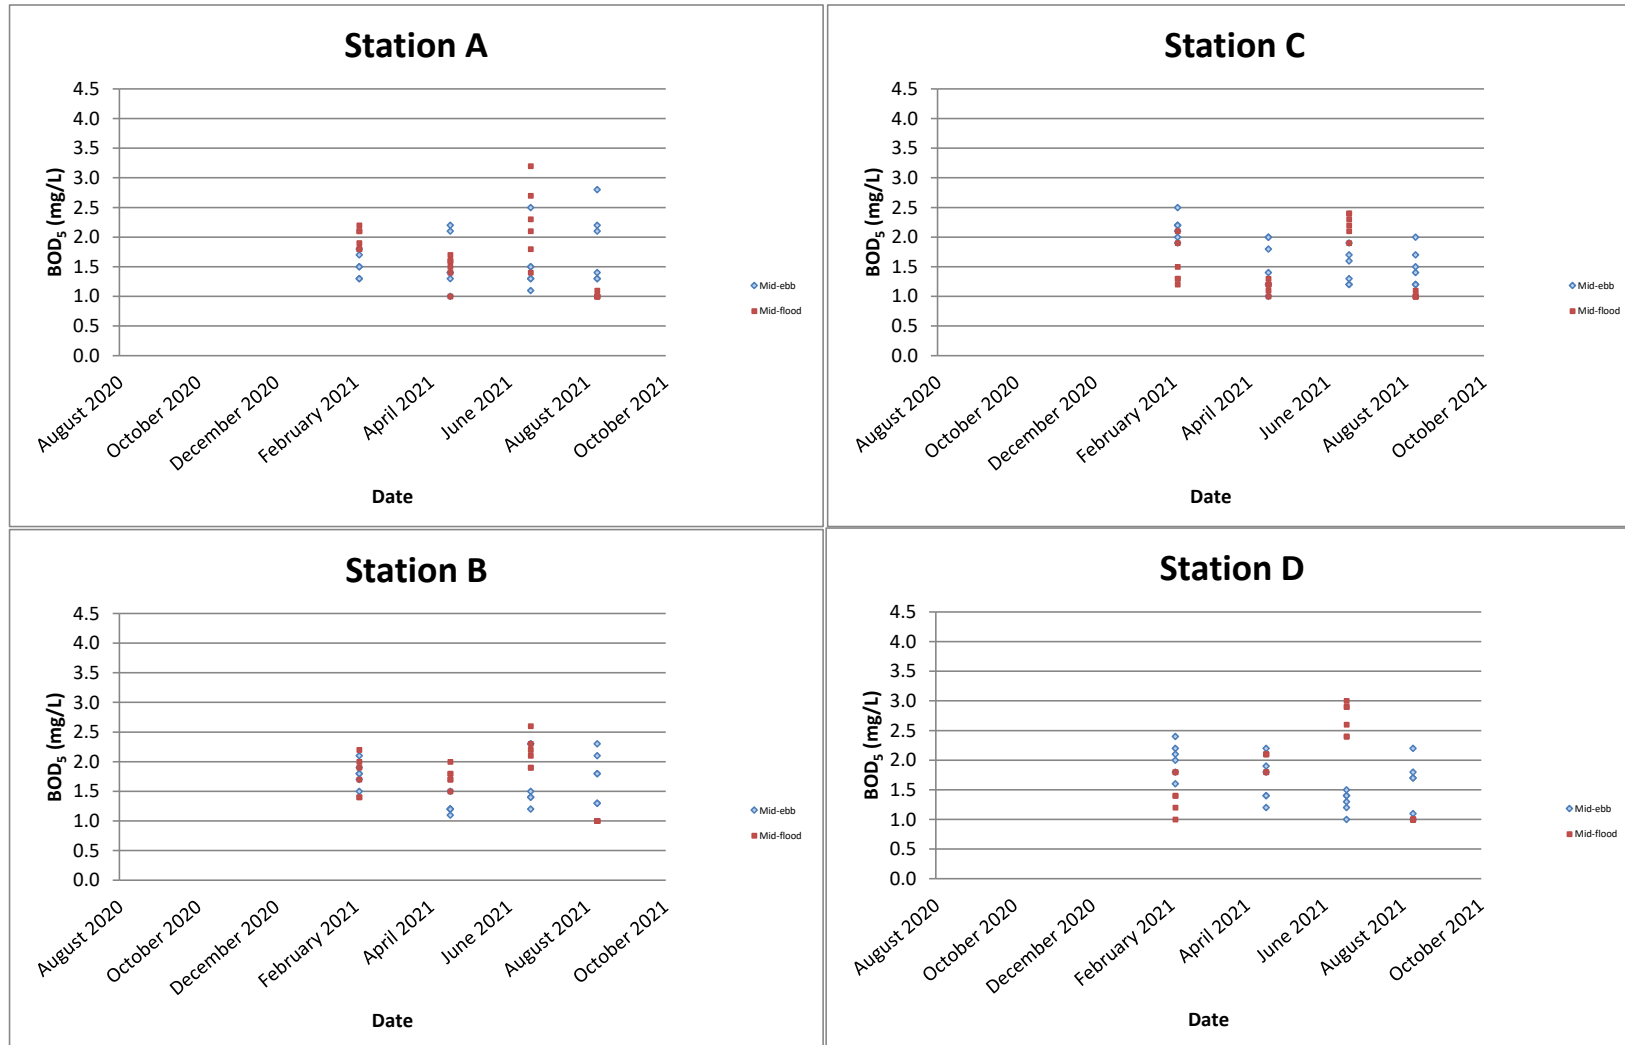 Station A
4.5
4.0
3.5
3.0
2.5
2.0
1.5
1.0
0.5
0.0
BOD5 (mg/L)
August 2020
October 2020
December 2020
February 2021
April 2021
June 2021
August 2021
October 2021
Date
Mid-ebb
Mid-flood
Station C
4.5
4.0
3.5
3.0
2.5
2.0
1.5
1.0
0.5
0.0
BOD5 (mg/L)
August 2020
October 2020
December 2020
February 2021
April 2021
June 2021
August 2021
October 2021
Date
Mid-ebb
Mid-flood
Station B
4.5
4.0
3.5
3.0
2.5
2.0
1.5
1.0
0.5
0.0
BOD5 (mg/L)
August 2020
October 2020
December 2020
February 2021
April 2021
June 2021
August 2021
October 2021
Date
Mid-ebb
Mid-flood
Station D
4.5
4.0
3.5
3.0
2.5
2.0
1.5
1.0
0.5
0.0
BOD5 (mg/L)
August 2020
October 2020
December 2020
February 2021
April 2021
June 2021
August 2021
October 2021
Date
Mid-ebb
Mid-flood